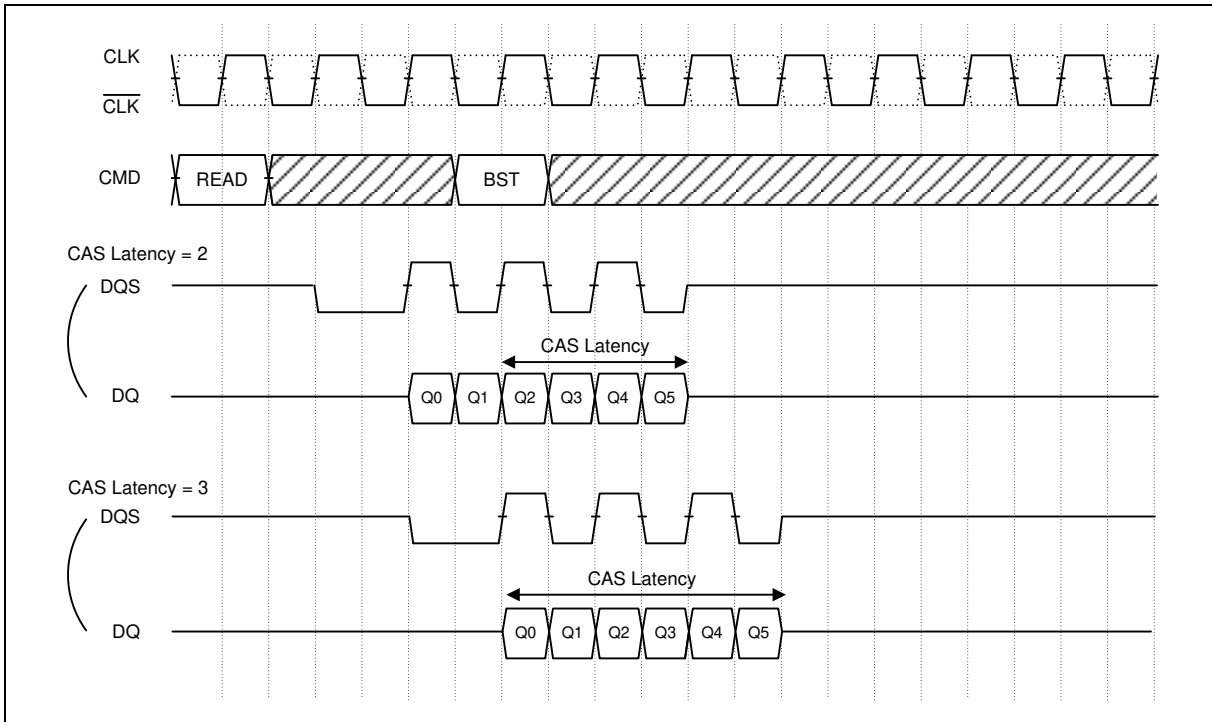 CLK
CLK
CMD READ BST
CAS Latency = 2
DQS
CAS Latency
DQ Q0 Q1 Q2 Q3 Q4 Q5
CAS Latency = 3
DQS
CAS Latency
DQ Q0 Q1 Q2 Q3 Q4 Q5